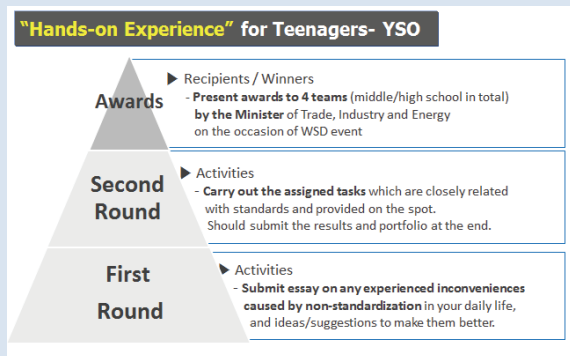 “Hands-on Experience” for Teenagers- YSO
Awards
▶ Recipients / Winners
- Present awards to 4 teams (middle/high school in total)
by the Minister of Trade, Industry and Energy
on the occasion of WSD event
Second
Round
▶ Activities
- Carry out the assigned tasks which are closely related
with standards and provided on the spot.
Should submit the results and portfolio at the end.
First
Round
▶ Activities
- Submit essay on any experienced inconveniences
caused by non-standardization in your daily life,
and ideas/suggestions to make them better.